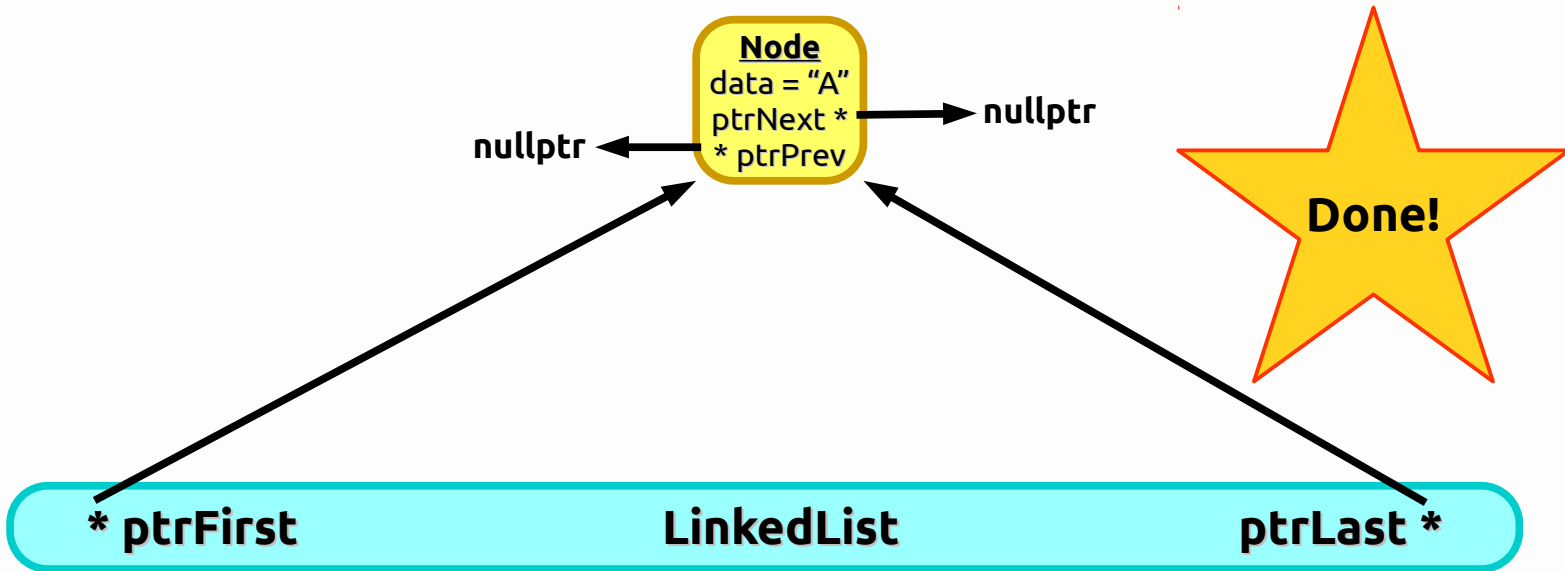 Node
data = “A”
ptrNext *
nullptr
nullptr
* ptrPrev
Done!
* ptrFirst
LinkedList
ptrLast *